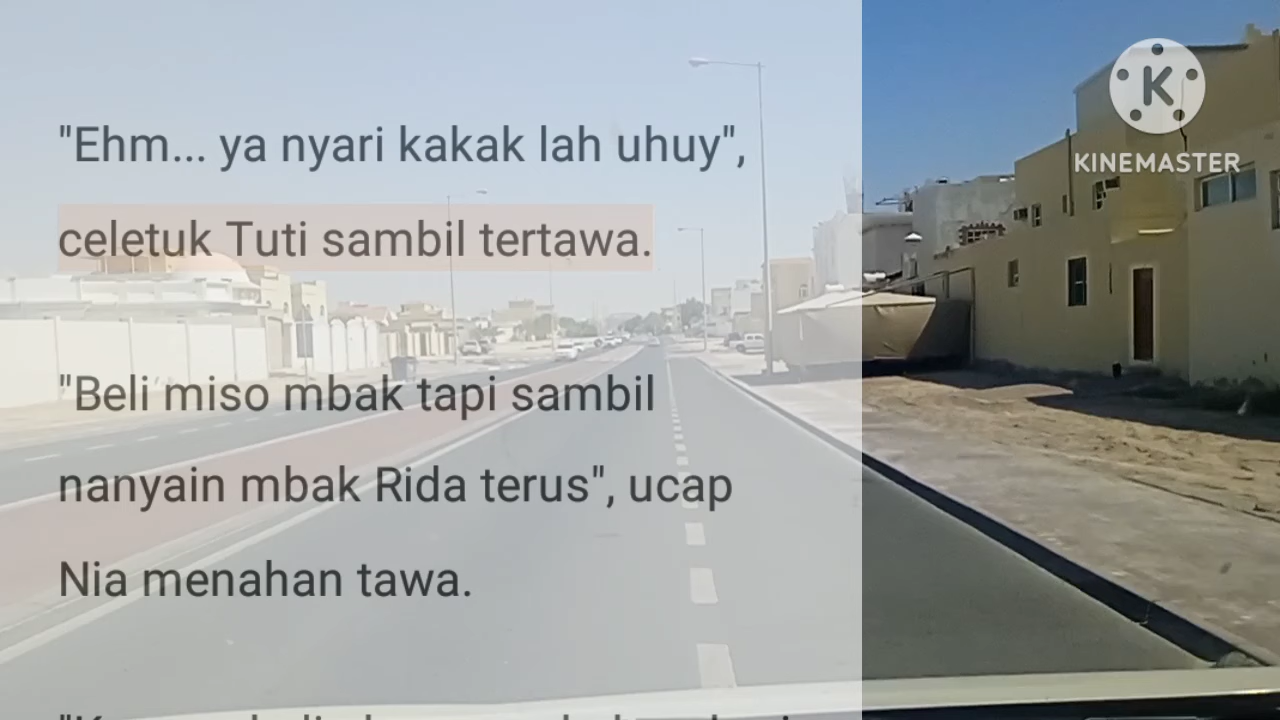 "Ehm... ya nyari kakak lah uhuy",
celetuk Tuti sambil tertawa.
"Beli miso mbak tapi sambil
nanyain mbak Rida terus", ucap
Nia menahan tawa.
K
KINEMASTER